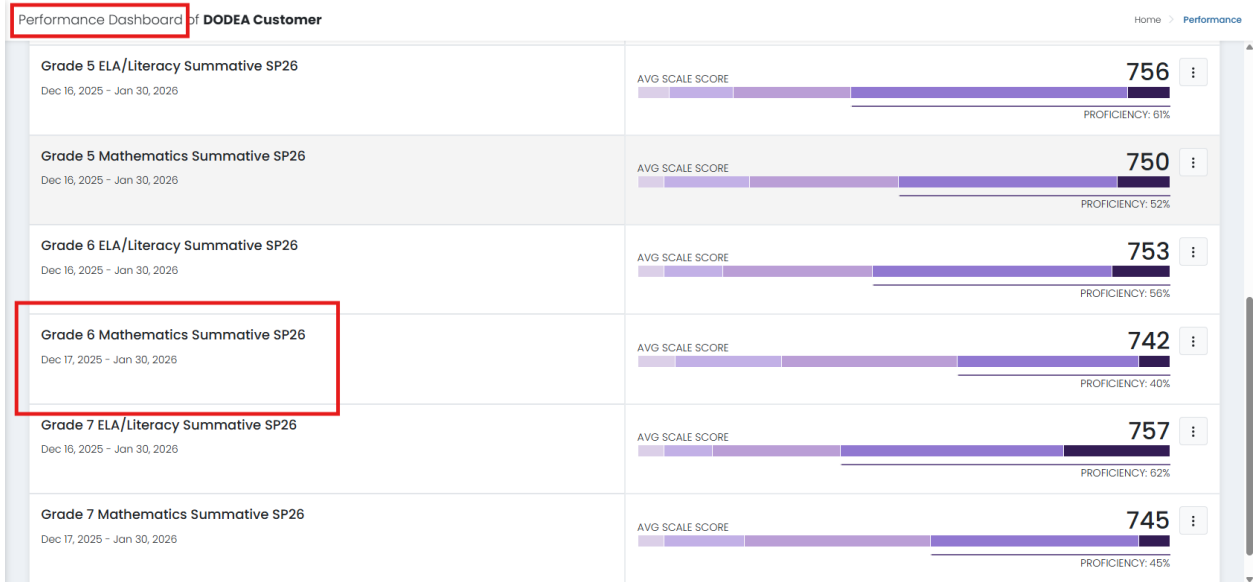 Performance Dashboard of DODEA Customer
Home > Performance
Grade 5 ELA/Literacy Summative SP26
Dec 16, 2025 - Jan 30, 2026
AVG SCALE SCORE
756
PROFICIENCY: 61%
Grade 5 Mathematics Summative SP26
Dec 16, 2025 - Jan 30, 2026
AVG SCALE SCORE
750
PROFICIENCY: 52%
Grade 6 ELA/Literacy Summative SP26
Dec 16, 2025 - Jan 30, 2026
AVG SCALE SCORE
753
PROFICIENCY: 56%
Grade 6 Mathematics Summative SP26
Dec 17, 2025 - Jan 30, 2026
AVG SCALE SCORE
742
PROFICIENCY: 40%
Grade 7 ELA/Literacy Summative SP26
Dec 16, 2025 - Jan 30, 2026
AVG SCALE SCORE
757
PROFICIENCY: 62%
Grade 7 Mathematics Summative SP26
Dec 17, 2025 - Jan 30, 2026
AVG SCALE SCORE
745
PROFICIENCY: 45%